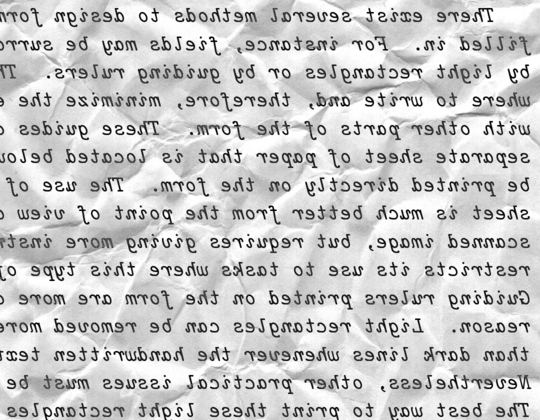 There exist several methods to design form
filled in. For instance, fields may be surro
by light rectangles or by guiding rulers. Th
where to write and, therefore, minimize the
with other parts of the form. These guides
separate sheet of paper that is located below
be printed directly on the form. The use of
sheet is much better from the point of view
scanned image, but requires giving more instr
restricts its use to tasks where this type of
Guiding rulers printed on the form are more
reason. Light rectangles can be removed more
than dark lines whenever the handwritten text
Nevertheless, other practical issues must be
The best way to print these light rectangles